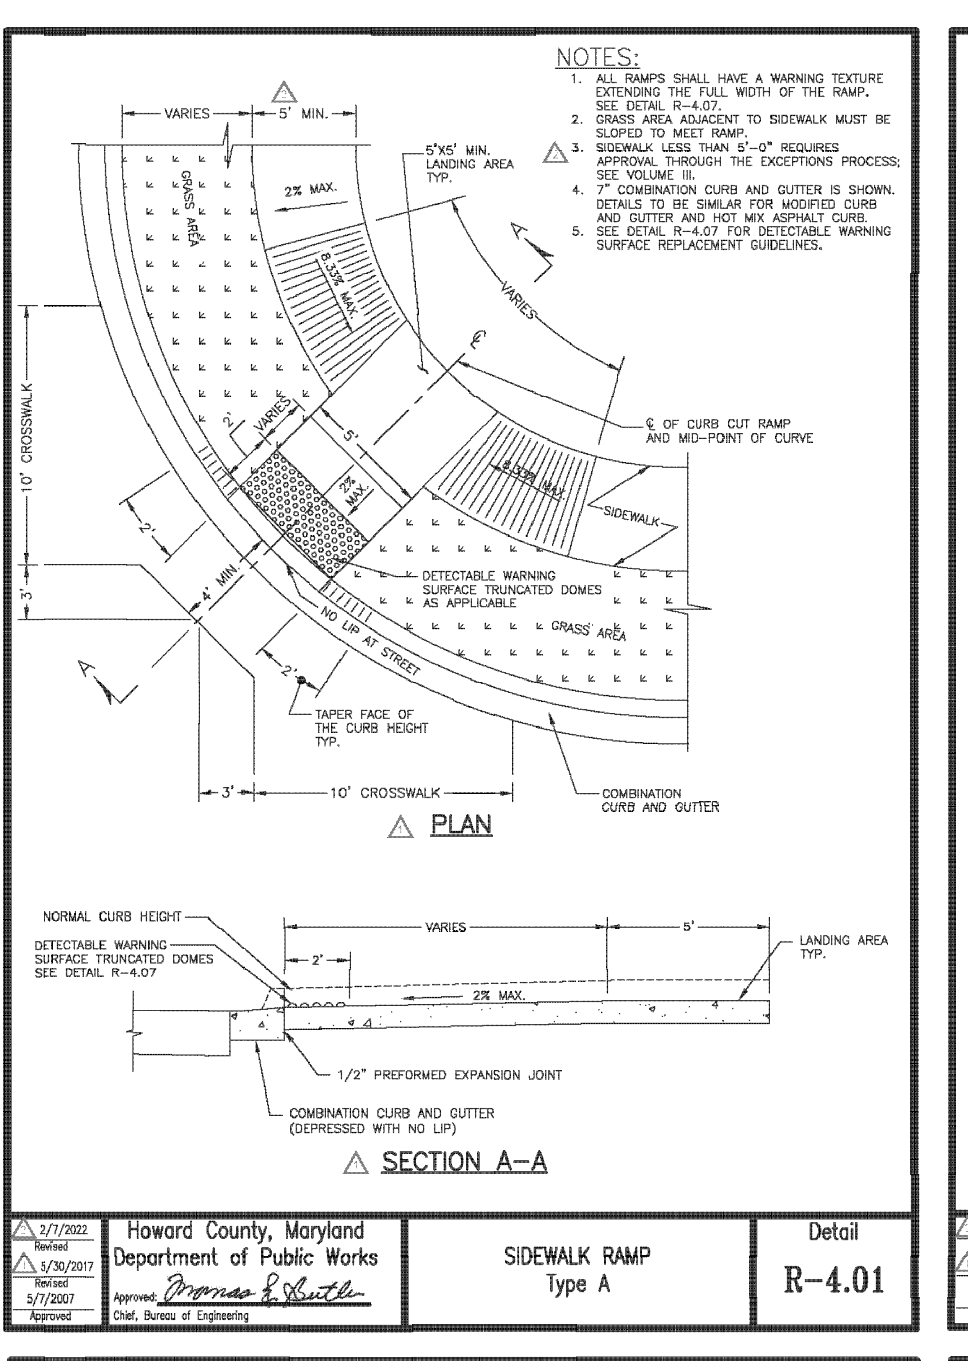 NOTES:
1. ALL RAMPS SHALL HAVE A WARNING TEXTURE
EXTENDING THE FULL WIDTH OF THE RAMP.
SEE DETAIL R-4.07.
2. GRASS AREA ADJACENT TO SIDEWALK MUST BE
SLOPED TO MEET RAMP.
3. SIDEWALK LESS THAN 5'-0" REQUIRES
APPROVAL THROUGH THE EXCEPTIONS PROCESS;
SEE VOLUME III.
4. 7" COMBINATION CURB AND GUTTER IS SHOWN.
DETAILS TO BE SIMILAR FOR MODIFIED CURB
AND GUTTER AND HOT MIX ASPHALT CURB.
5. SEE DETAIL R-4.07 FOR DETECTABLE WARNING
SURFACE REPLACEMENT GUIDELINES.
VARIES
5' MIN.
5'X5' MIN.
LANDING AREA
TYP.
2% MAX.
GRASS AREA
8.33% MAX.
A
VARIES
℄
℄ OF CURB CUT RAMP
AND MID-POINT OF CURVE
10' CROSSWALK
2'
VARIES
5'
2%
MAX.
8.33% MAX.
SIDEWALK
2'
4' MIN.
3'
DETECTABLE WARNING
SURFACE TRUNCATED DOMES
AS APPLICABLE
GRASS AREA
NO LIP AT STREET
A
2'
TAPER FACE OF
THE CURB HEIGHT
TYP.
3'
10' CROSSWALK
COMBINATION
CURB AND GUTTER
PLAN
NORMAL CURB HEIGHT
VARIES
5'
DETECTABLE WARNING
SURFACE TRUNCATED DOMES
SEE DETAIL R-4.07
2'
LANDING AREA
TYP.
2% MAX.
1/2" PREFORMED EXPANSION JOINT
COMBINATION CURB AND GUTTER
(DEPRESSED WITH NO LIP)
SECTION A-A
2/7/2022
Revised
5/30/2017
Revised
5/7/2007
Approved
Howard County, Maryland
Department of Public Works
Approved: Thomas E. Butler
Chief, Bureau of Engineering
SIDEWALK RAMP
Type A
Detail
R-4.01